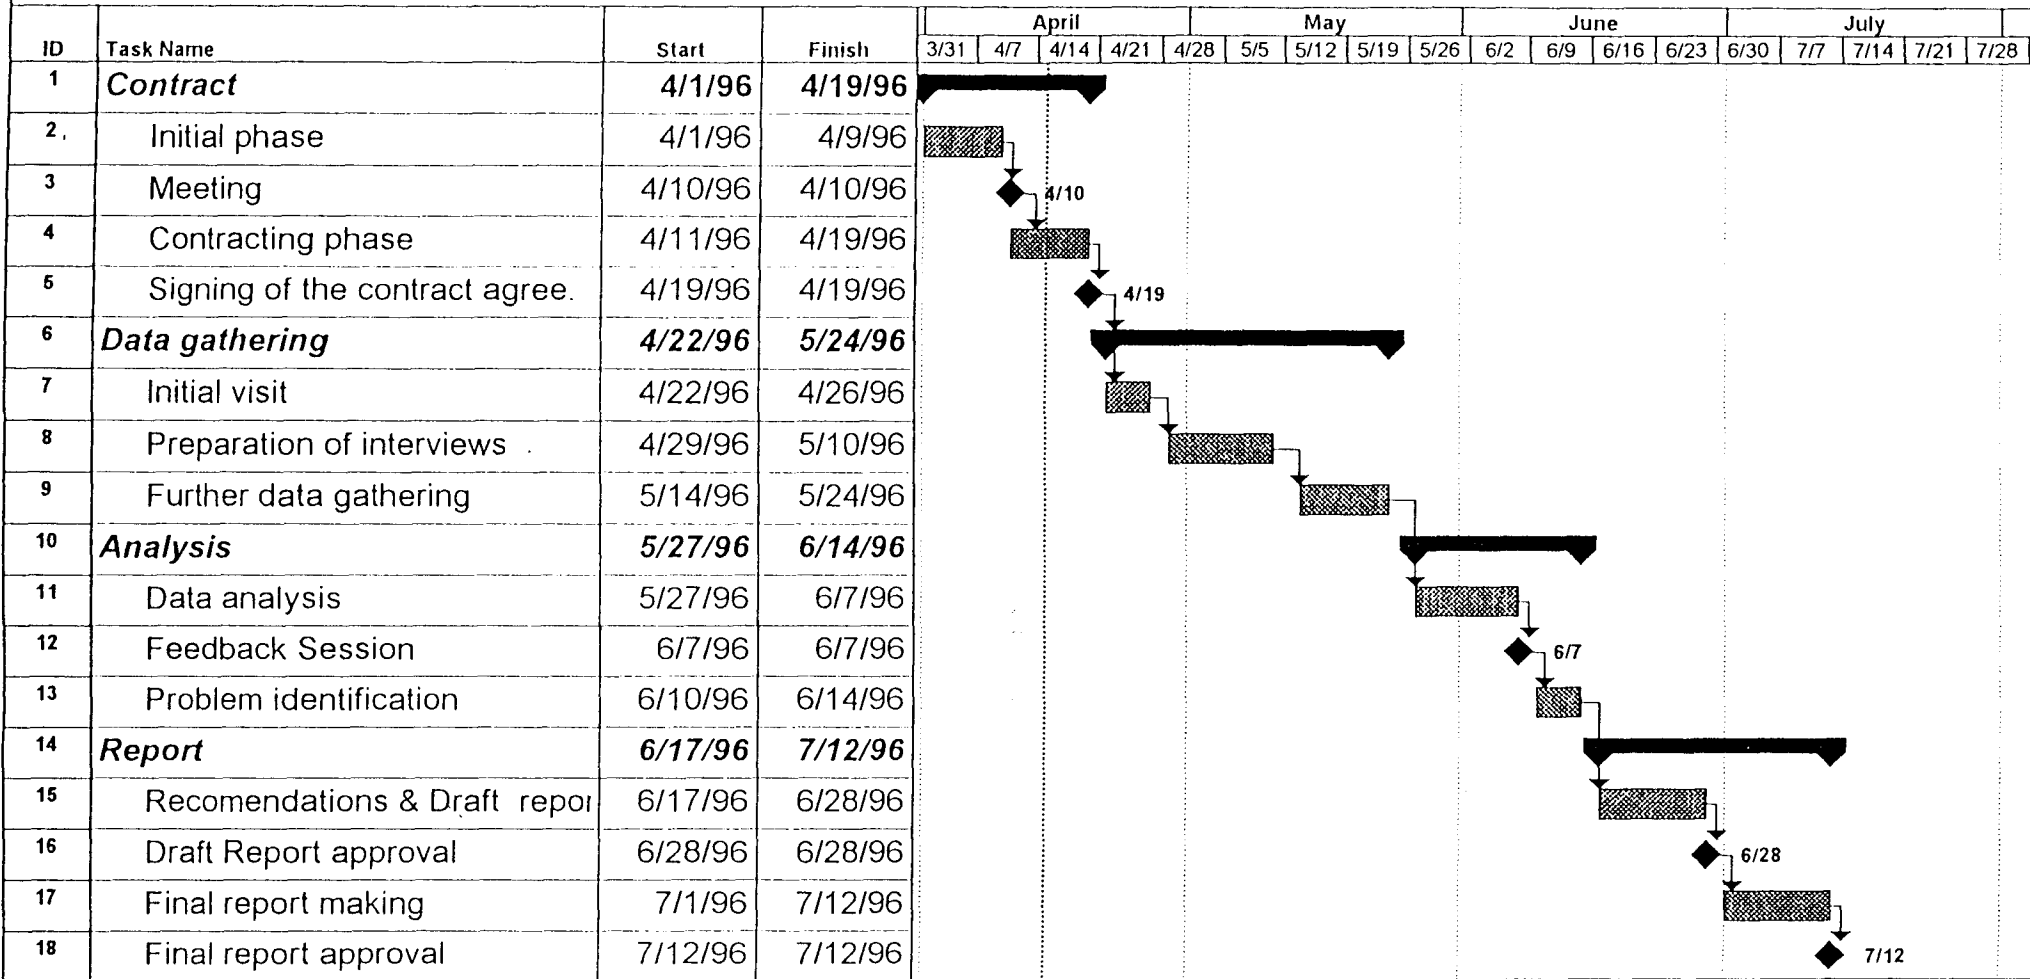 April May June July
ID Task Name Start Finish 3/31 4/7 4/14 4/21 4/28 5/5 5/12 5/19 5/26 6/2 6/9 6/16 6/23 6/30 7/7 7/14 7/21 7/28
1 Contract 4/1/96 4/19/96
2 Initial phase 4/1/96 4/9/96
3 Meeting 4/10/96 4/10/96 4/10
4 Contracting phase 4/11/96 4/19/96
5 Signing of the contract agree. 4/19/96 4/19/96 4/19
6 Data gathering 4/22/96 5/24/96
7 Initial visit 4/22/96 4/26/96
8 Preparation of interviews 4/29/96 5/10/96
9 Further data gathering 5/14/96 5/24/96
10 Analysis 5/27/96 6/14/96
11 Data analysis 5/27/96 6/7/96
12 Feedback Session 6/7/96 6/7/96 6/7
13 Problem identification 6/10/96 6/14/96
14 Report 6/17/96 7/12/96
15 Recomendations & Draft repor 6/17/96 6/28/96
16 Draft Report approval 6/28/96 6/28/96 6/28
17 Final report making 7/1/96 7/12/96
18 Final report approval 7/12/96 7/12/96 7/12